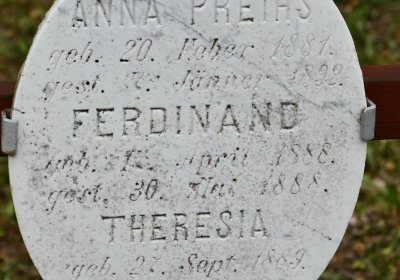 ANNA PREIHS
geb. 20. Feber 1881.
gest. Jänner 1892.
FERDINAND
geb. April 1888.
gest. 30. Mai 1888.
THERESIA
geb. Sept. 1889.